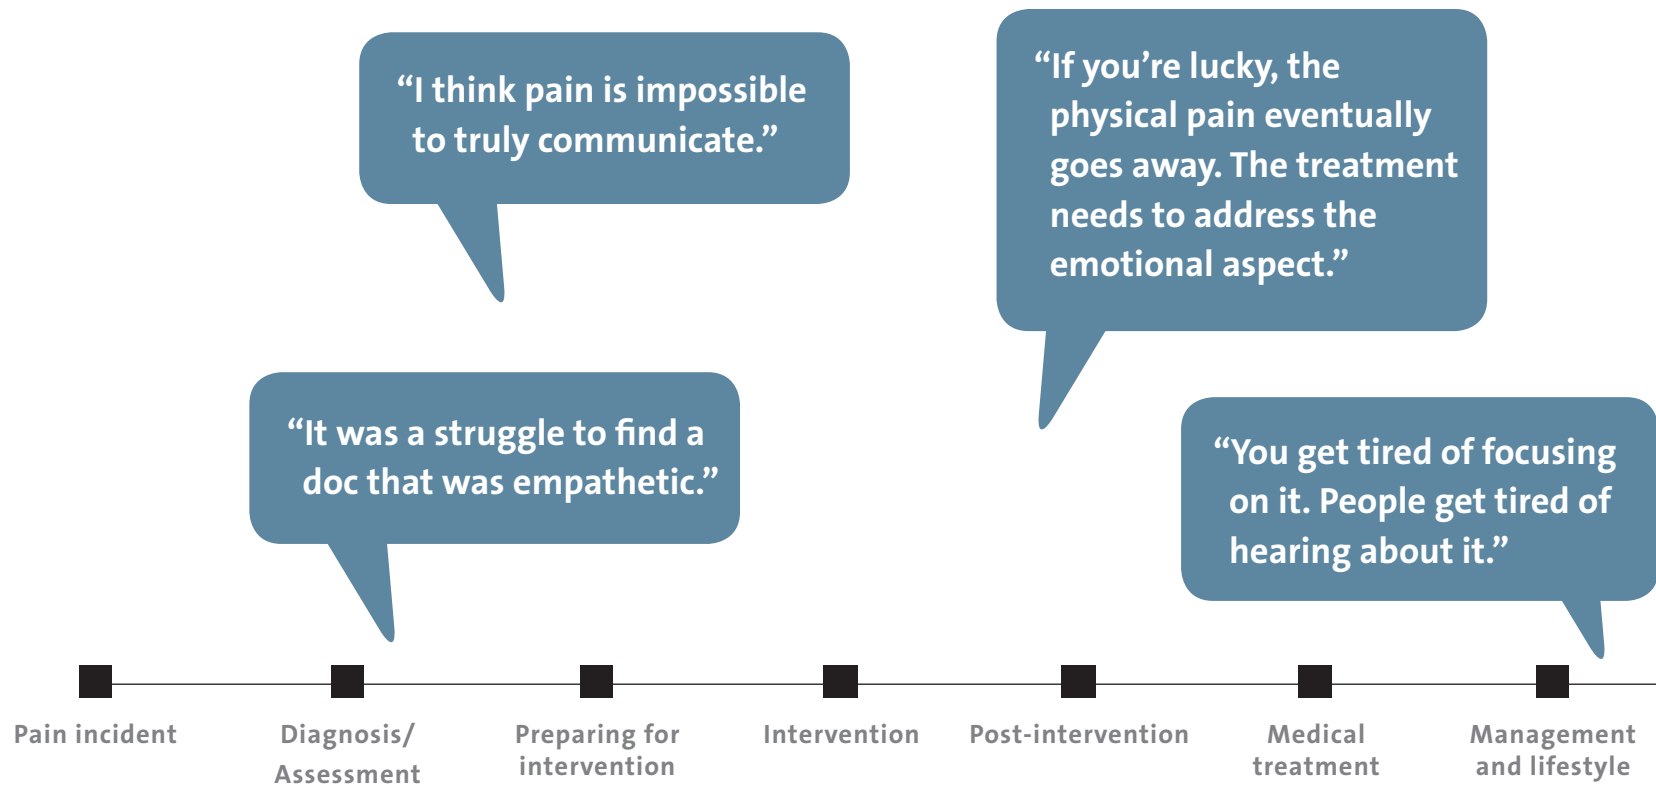 “I think pain is impossible
to truly communicate.”
“If you’re lucky, the
physical pain eventually
goes away. The treatment
needs to address the
emotional aspect.”
“It was a struggle to find a
doc that was empathetic.”
“You get tired of focusing
on it. People get tired of
hearing about it.”
Pain incident
Diagnosis/
Assessment
Preparing for
intervention
Intervention
Post-intervention
Medical
treatment
Management
and lifestyle